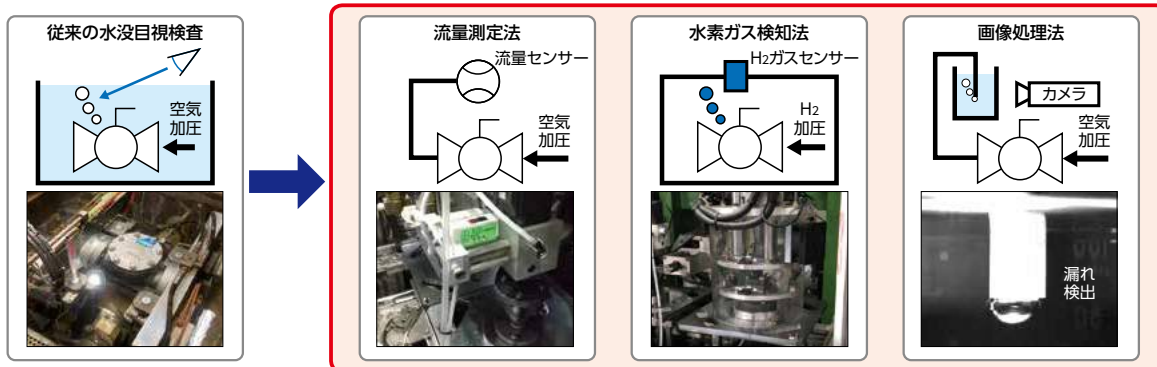 従来の水没目視検査
空気
加圧
流量測定法
流量センサー
空気
加圧
水素ガス検知法
H2ガスセンサー
H2
加圧
画像処理法
カメラ
空気
加圧
漏れ
検出